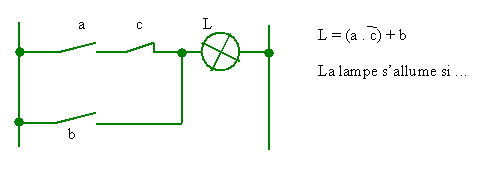 a c L
L = (a . c̅) + b
La lampe s'allume si ...
b